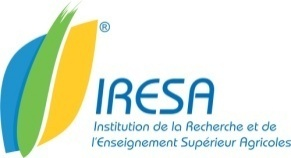 ®
IRESA
Institution de la Recherche et de
l'Enseignement Supérieur Agricoles